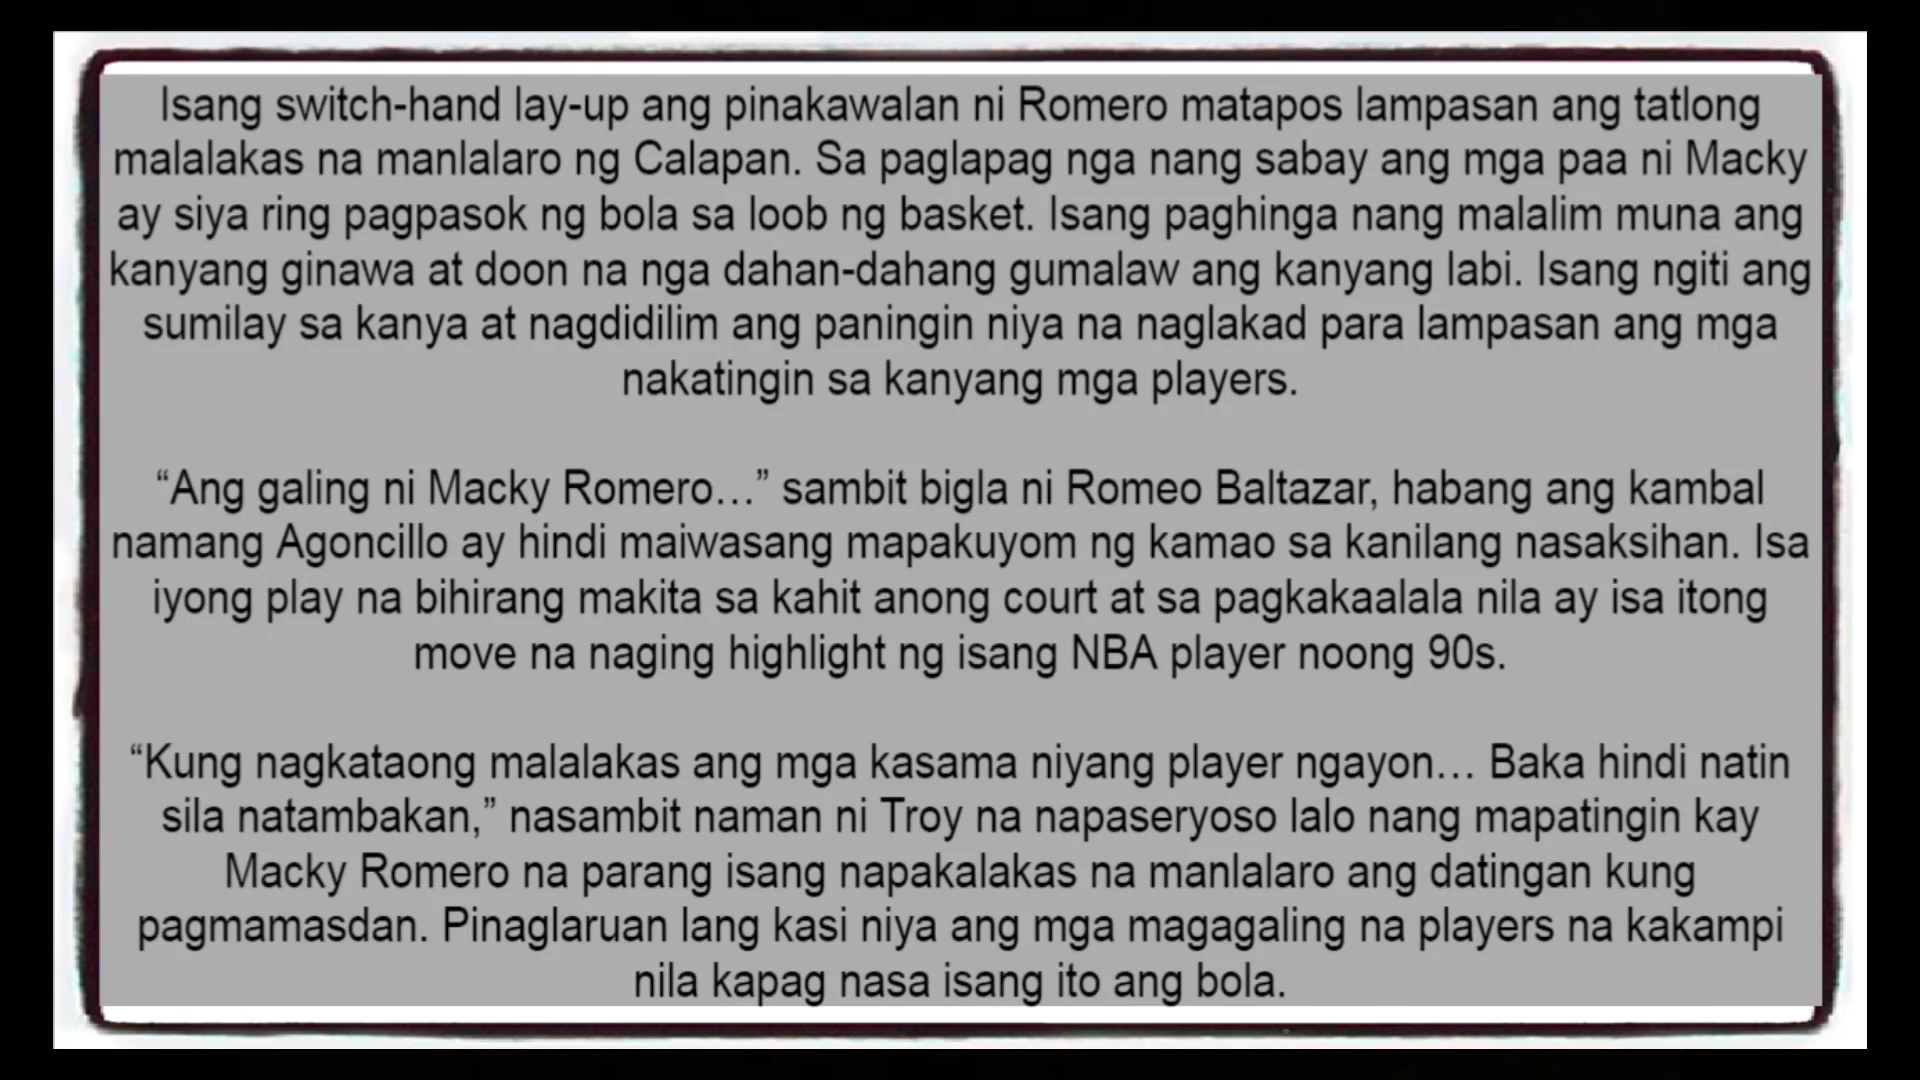 Isang switch-hand lay-up ang pinakawalan ni Romero matapos lampasan ang tatlong
malalakas na manlalaro ng Calapan. Sa paglapag nga nang sabay ang mga paa ni Macky
ay siya ring pagpasok ng bola sa loob ng basket. Isang paghinga nang malalim muna ang
kanyang ginawa at doon na nga dahan-dahang gumalaw ang kanyang labi. Isang ngiti ang
sumilay sa kanya at nagdidilim ang paningin niya na naglakad para lampasan ang mga
nakatingin sa kanyang mga players.
“Ang galing ni Macky Romero…” sambit bigla ni Romeo Baltazar, habang ang kambal
namang Agoncillo ay hindi maiwasang mapakuyom ng kamao sa kanilang nasaksihan. Isa
iyong play na bihirang makita sa kahit anong court at sa pagkakaalala nila ay isa itong
move na naging highlight ng isang NBA player noong 90s.
“Kung nagkataong malalakas ang mga kasama niyang player ngayon… Baka hindi natin
sila natambakan,” nasambit naman ni Troy na napaseryoso lalo nang mapatingin kay
Macky Romero na parang isang napakalakas na manlalaro ang datingan kung
pagmamasdan. Pinaglaruan lang kasi niya ang mga magagaling na players na kakampi
nila kapag nasa isang ito ang bola.